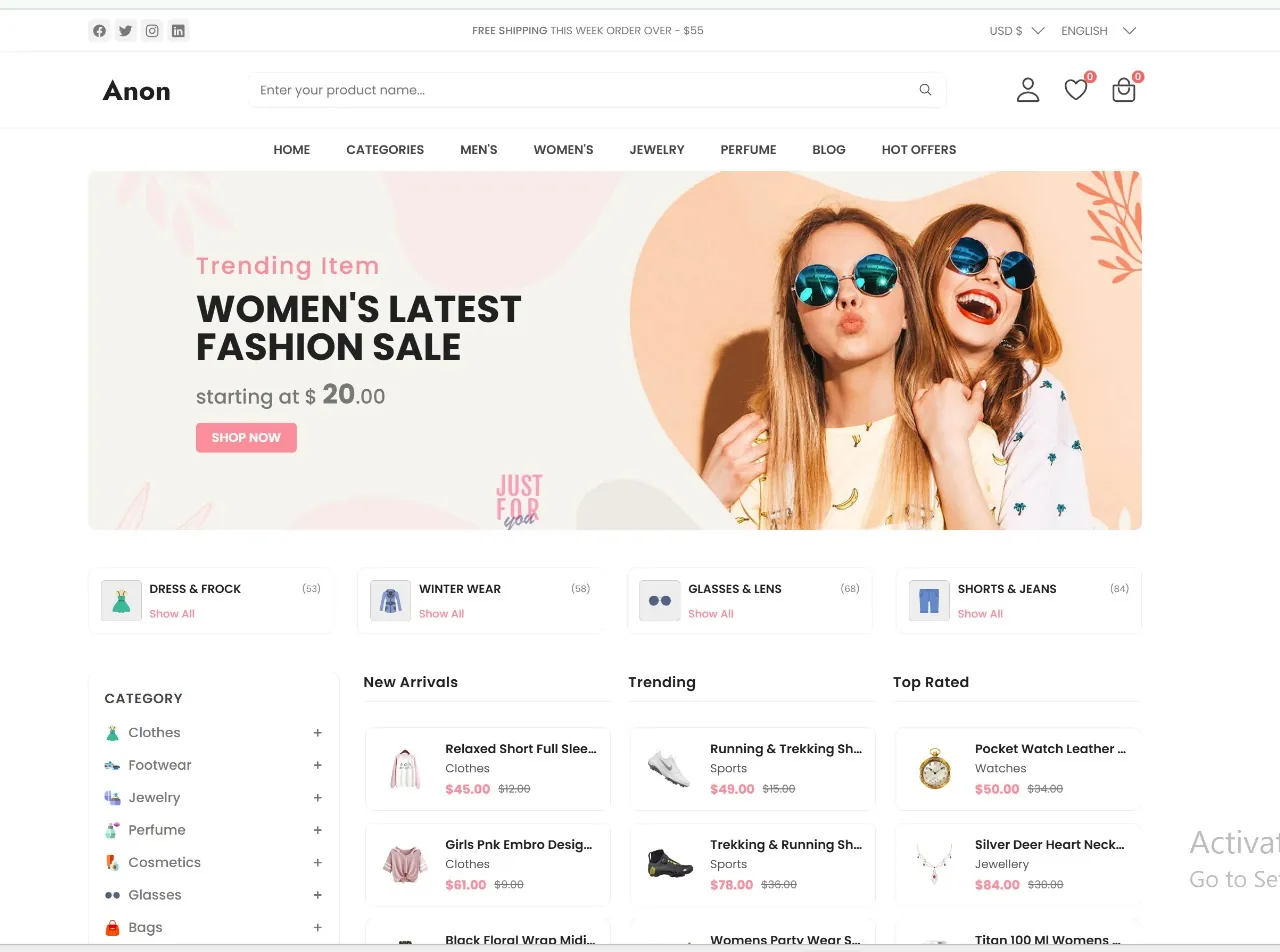 FREE SHIPPING THIS WEEK ORDER OVER - $55
USD $
ENGLISH
Anon
Enter your product name...
0
0
HOME
CATEGORIES
MEN'S
WOMEN'S
JEWELRY
PERFUME
BLOG
HOT OFFERS
Trending Item
WOMEN'S LATEST
FASHION SALE
starting at $ 20.00
SHOP NOW
JUST
FOR
you
DRESS & FROCK
(53)
Show All
WINTER WEAR
(58)
Show All
GLASSES & LENS
(68)
Show All
SHORTS & JEANS
(84)
Show All
CATEGORY
Clothes +
Footwear +
Jewelry +
Perfume +
Cosmetics +
Glasses +
Bags +
New Arrivals
Relaxed Short Full Slee...
Clothes
$45.00 $12.00
Girls Pnk Embro Desig...
Clothes
$61.00 $9.00
Black Floral Wrap Midi...
Trending
Running & Trekking Sh...
Sports
$49.00 $15.00
Trekking & Running Sh...
Sports
$78.00 $36.00
Womens Party Wear S...
Top Rated
Pocket Watch Leather ...
Watches
$50.00 $34.00
Silver Deer Heart Neck...
Jewellery
$84.00 $30.00
Titan 100 Ml Womens ...
Activat
Go to Se